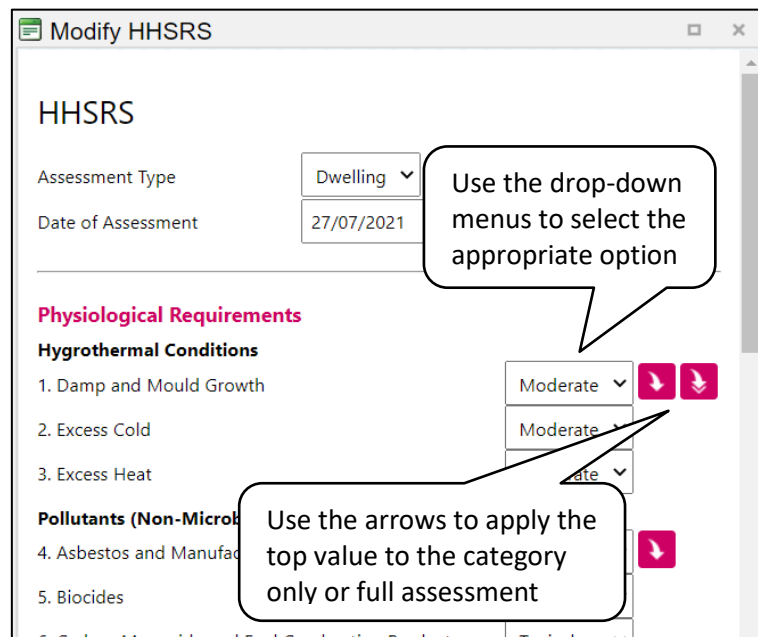 Modify HHSRS
HHSRS
Assessment Type
Dwelling
Date of Assessment
27/07/2021
Use the drop-down
menus to select the
appropriate option
Physiological Requirements
Hygrothermal Conditions
1. Damp and Mould Growth
Moderate
2. Excess Cold
Moderate
3. Excess Heat
Pollutants
4. Asbestos and
5. Biocides
Use the arrows to apply the
top value to the category
only or full assessment